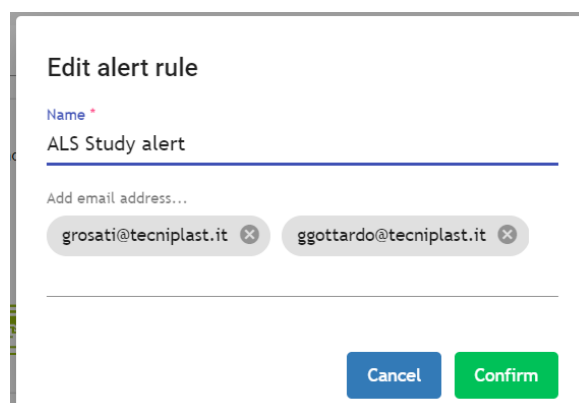 Edit alert rule
Name *
ALS Study alert
Add email address...
grosati@tecniplast.it ggottardo@tecniplast.it
Cancel Confirm